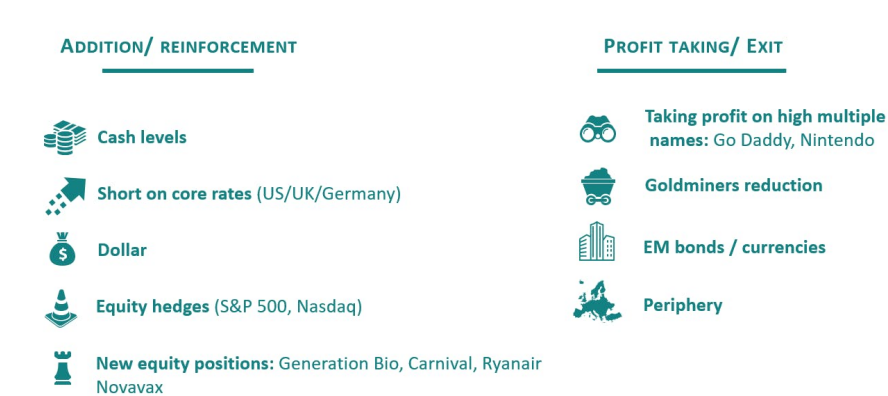 ADDITION/ REINFORCEMENT
Cash levels
Short on core rates (US/UK/Germany)
$
Dollar
Equity hedges (S&P 500, Nasdaq)
New equity positions: Generation Bio, Carnival, Ryanair
Novavax
PROFIT TAKING/ EXIT
Taking profit on high multiple
names: Go Daddy, Nintendo
Goldminers reduction
EM bonds / currencies
Periphery